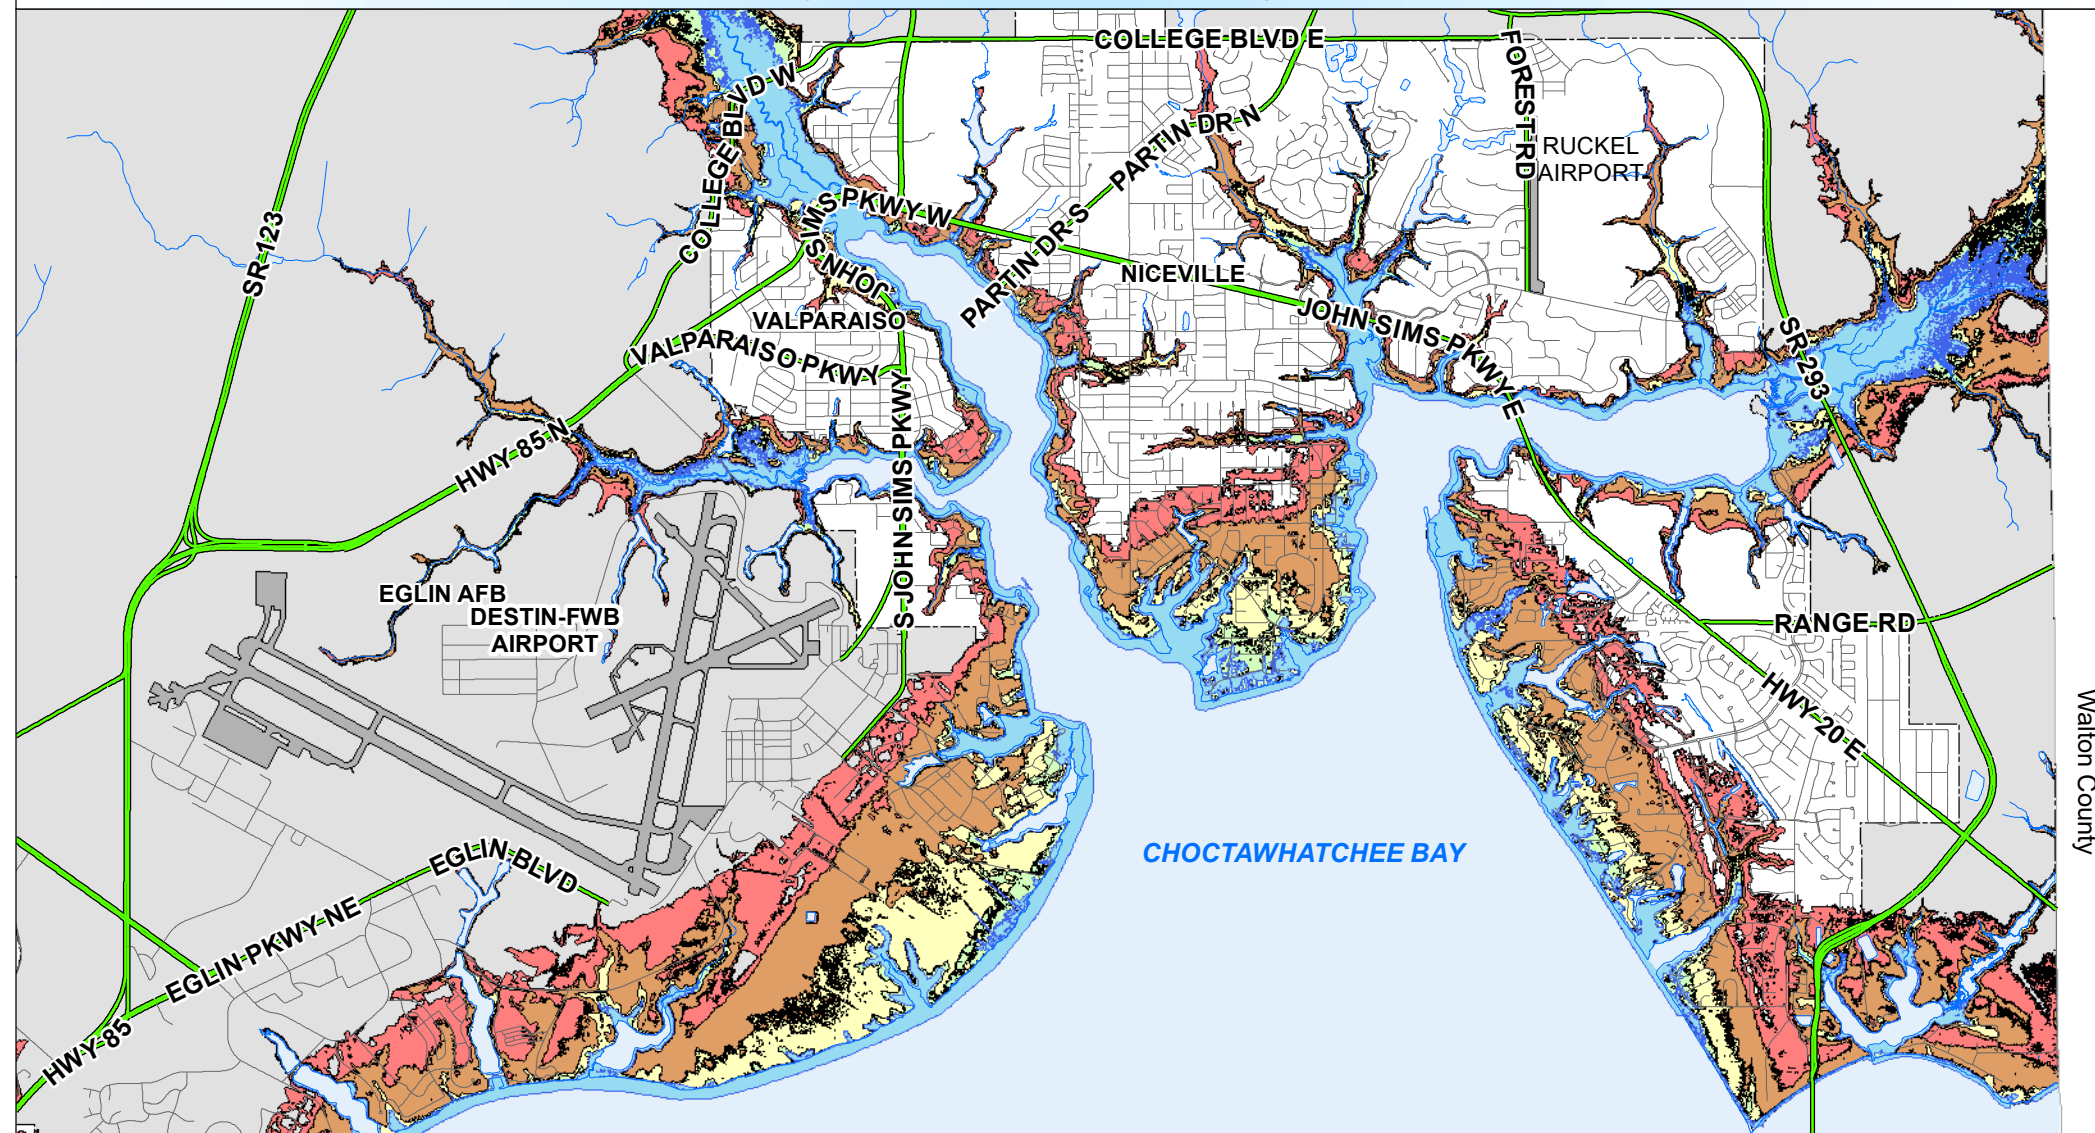 COLLEGE BLVD E
COLLEGE BLVD W
FOREST RD
PARTIN DR N
RUCKEL
AIRPORT
SR 123
SIMS PKWY W
JOHN
PARTIN DR S
NICEVILLE
VALPARAISO
JOHN SIMS PKWY E
SR 293
VALPARAISO PKWY
HWY 85 N
S JOHN SIMS PKWY
EGLIN AFB
DESTIN-FWB
AIRPORT
RANGE RD
HWY 20 E
Walton County
CHOCTAWHATCHEE BAY
EGLIN BLVD
EGLIN PKWY NE
HWY 85